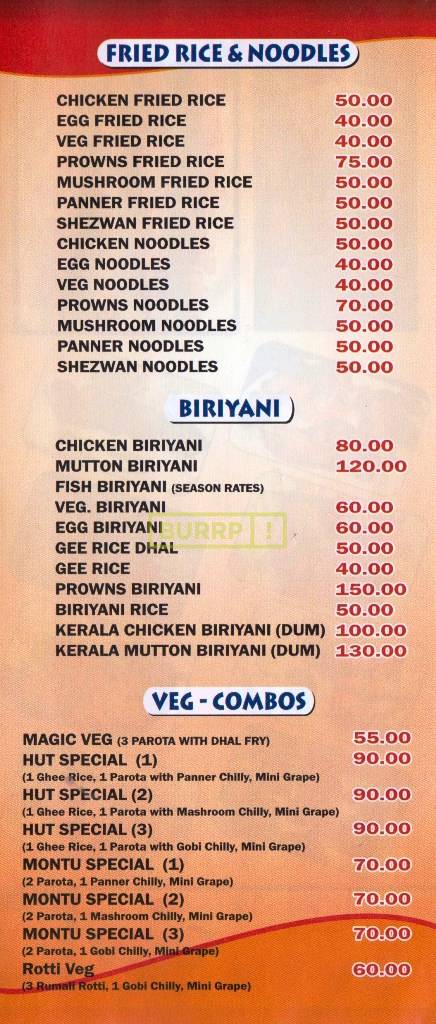 FRIED RICE & NOODLES
CHICKEN FRIED RICE 50.00
EGG FRIED RICE 40.00
VEG FRIED RICE 40.00
PROWNS FRIED RICE 75.00
MUSHROOM FRIED RICE 50.00
PANNER FRIED RICE 50.00
SHEZWAN FRIED RICE 50.00
CHICKEN NOODLES 50.00
EGG NOODLES 40.00
VEG NOODLES 40.00
PROWNS NOODLES 70.00
MUSHROOM NOODLES 50.00
PANNER NOODLES 50.00
SHEZWAN NOODLES 50.00
BIRIYANI
CHICKEN BIRIYANI 80.00
MUTTON BIRIYANI 120.00
FISH BIRIYANI (SEASON RATES)
VEG. BIRIYANI 60.00
EGG BIRIYANI 60.00
BURRP!
GEE RICE DHAL 50.00
GEE RICE 40.00
PROWNS BIRIYANI 150.00
BIRIYANI RICE 50.00
KERALA CHICKEN BIRIYANI (DUM) 100.00
KERALA MUTTON BIRIYANI (DUM) 130.00
VEG - COMBOS
MAGIC VEG (3 PAROTA WITH DHAL FRY) 55.00
HUT SPECIAL (1) 90.00
(1 Ghee Rice, 1 Parota with Panner Chilly, Mini Grape)
HUT SPECIAL (2) 90.00
(1 Ghee Rice, 1 Parota with Mashroom Chilly, Mini Grape)
HUT SPECIAL (3) 90.00
(1 Ghee Rice, 1 Parota with Gobi Chilly, Mini Grape)
MONTU SPECIAL (1) 70.00
(2 Parota, 1 Panner Chilly, Mini Grape)
MONTU SPECIAL (2) 70.00
(2 Parota, 1 Mashroom Chilly, Mini Grape)
MONTU SPECIAL (3) 70.00
(2 Parota, 1 Gobi Chilly, Mini Grape)
Rotti Veg 60.00
(3 Rumali Rotti, 1 Gobi Chilly, Mini Grape)